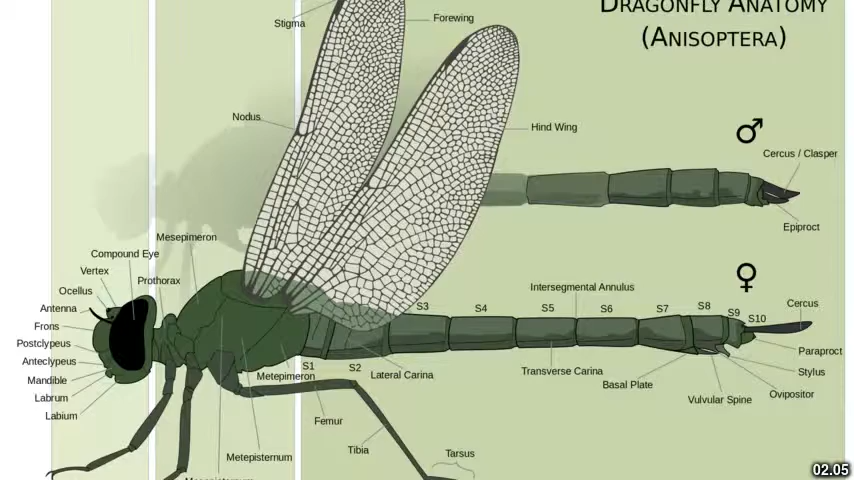 DRAGONFLY ANATOMY
(ANISOPTERA)
Stigma
Forewing
Nodus
Hind Wing
♂
Cercus / Clasper
Epiproct
Mesepimeron
Compound Eye
Vertex
Prothorax
Ocellus
Antenna
Frons
Postclypeus
Anteclypeus
Mandible
Labrum
Labium
Intersegmental Annulus
♀
S3
S4
S5
S6
S7
S8
S9
S10
Cercus
S1
S2
Metepimeron
Lateral Carina
Transverse Carina
Basal Plate
Vulvular Spine
Ovipositor
Stylus
Paraproct
Femur
Tibia
Tarsus
Metepisternum
02.05